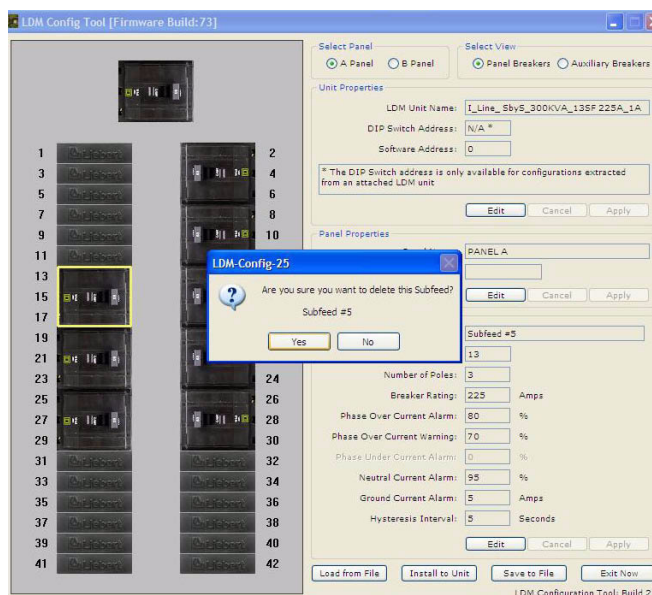 LDM Config Tool [Firmware Build:73]
Select Panel
A Panel
B Panel
Select View
Panel Breakers
Auxiliary Breakers
Unit Properties
LDM Unit Name: I_Line_ SbyS_300KVA_13SF 225A_1A
DIP Switch Address: N/A *
Software Address: 0
* The DIP Switch address is only available for configurations extracted
from an attached LDM unit
Edit Cancel Apply
Panel Properties
PANEL A
Edit Cancel Apply
LDM-Config-25
Are you sure you want to delete this Subfeed?
Subfeed #5
Yes No
Subfeed #5
13
Number of Poles: 3
Breaker Rating: 225 Amps
Phase Over Current Alarm: 80 %
Phase Over Current Warning: 70 %
Phase Under Current Alarm: 0 %
Neutral Current Alarm: 95 %
Ground Current Alarm: 5 Amps
Hysteresis Interval: 5 Seconds
Edit Cancel Apply
Load from File Install to Unit Save to File Exit Now
LDM Configuration Tool: Build 2
1 2
3 4
5 6
7 8
9 10
11
13
15
17
19
21
23 24
25 26
27 28
29 30
31 32
33 34
35 36
37 38
39 40
41 42